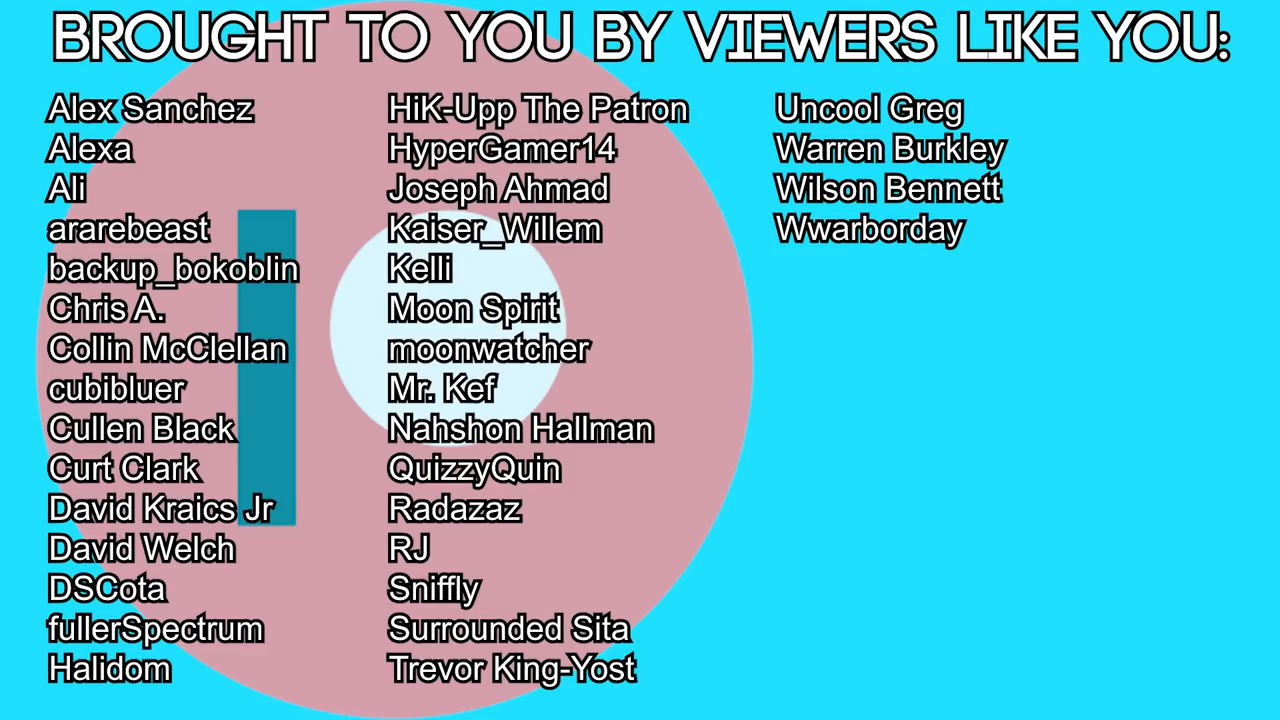 BROUGHT TO YOU BY VIEWERS LIKE YOU:
Alex Sanchez
Alexa
Ali
ararebeast
backup_bokoblin
Chris A.
Collin McClellan
cubibluer
Cullen Black
Curt Clark
David Kraics Jr
David Welch
DSCota
fullerSpectrum
Halidom
HiK-Upp The Patron
HyperGamer14
Joseph Ahmad
Kaiser_Willem
Kelli
Moon Spirit
moonwatcher
Mr. Kef
Nahshon Hallman
QuizzyQuin
Radazaz
RJ
Sniffly
Surrounded Sita
Trevor King-Yost
Uncool Greg
Warren Burkley
Wilson Bennett
Wwarborday